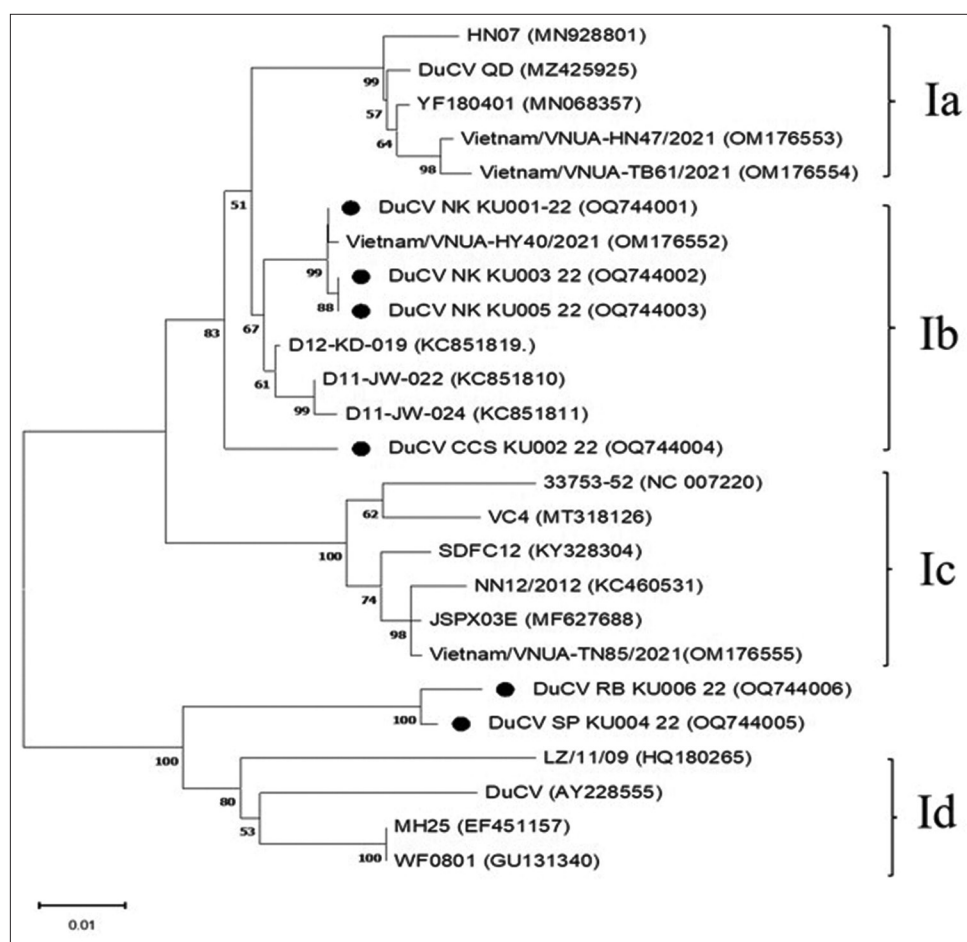 HN07 (MN928801)
DuCV QD (MZ425925)
99
57
YF180401 (MN068357)
Ia
64
Vietnam/VNUA-HN47/2021 (OM176553)
98
Vietnam/VNUA-TB61/2021 (OM176554)
51
DuCV NK KU001-22 (OQ744001)
Vietnam/VNUA-HY40/2021 (OM176552)
99
DuCV NK KU003 22 (OQ744002)
88
DuCV NK KU005 22 (OQ744003)
83
67
Ib
D12-KD-019 (KC851819.)
61
D11-JW-022 (KC851810)
99
D11-JW-024 (KC851811)
DuCV CCS KU002 22 (OQ744004)
33753-52 (NC 007220)
62
VC4 (MT318126)
100
SDFC12 (KY328304)
Ic
74
NN12/2012 (KC460531)
JSPX03E (MF627688)
98
Vietnam/VNUA-TN85/2021(OM176555)
DuCV RB KU006 22 (OQ744006)
100
DuCV SP KU004 22 (OQ744005)
100
LZ/11/09 (HQ180265)
80
DuCV (AY228555)
53
Id
MH25 (EF451157)
100
WF0801 (GU131340)
0.01